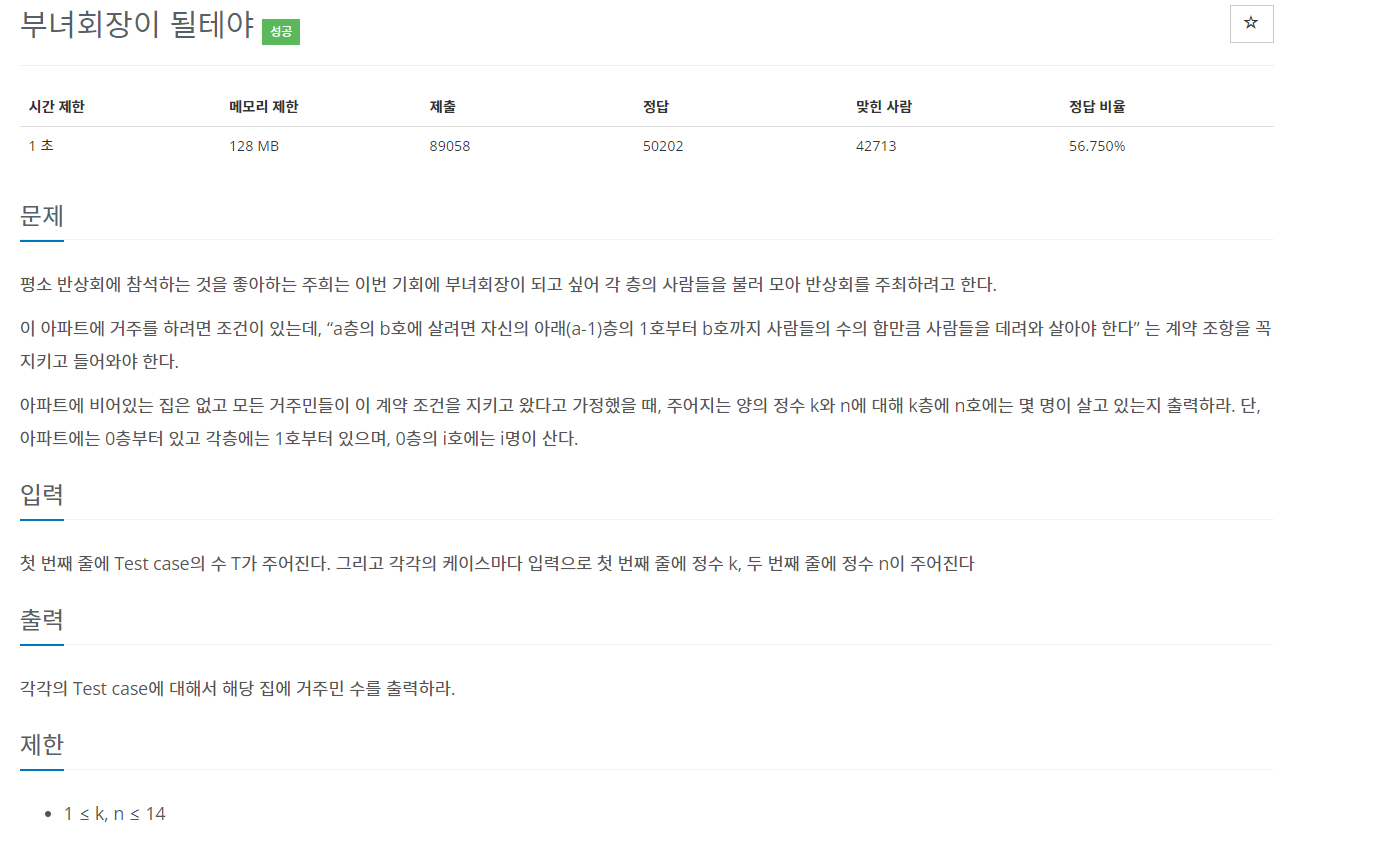 부녀회장이 될테야 성공
☆
시간 제한 메모리 제한 제출 정답 맞힌 사람 정답 비율
1 초 128 MB 89058 50202 42713 56.750%
문제
평소 반상회에 참석하는 것을 좋아하는 주희는 이번 기회에 부녀회장이 되고 싶어 각 층의 사람들을 불러 모아 반상회를 주최하려고 한다.
이 아파트에 거주를 하려면 조건이 있는데, “a층의 b호에 살려면 자신의 아래(a-1)층의 1호부터 b호까지 사람들의 수의 합만큼 사람들을 데려와 살아야 한다” 는 계약 조항을 꼭
지키고 들어와야 한다.
아파트에 비어있는 집은 없고 모든 거주민들이 이 계약 조건을 지키고 왔다고 가정했을 때, 주어지는 양의 정수 k와 n에 대해 k층에 n호에는 몇 명이 살고 있는지 출력하라. 단,
아파트에는 0층부터 있고 각층에는 1호부터 있으며, 0층의 i호에는 i명이 산다.
입력
첫 번째 줄에 Test case의 수 T가 주어진다. 그리고 각각의 케이스마다 입력으로 첫 번째 줄에 정수 k, 두 번째 줄에 정수 n이 주어진다
출력
각각의 Test case에 대해서 해당 집에 거주민 수를 출력하라.
제한
• 1 ≤ k, n ≤ 14